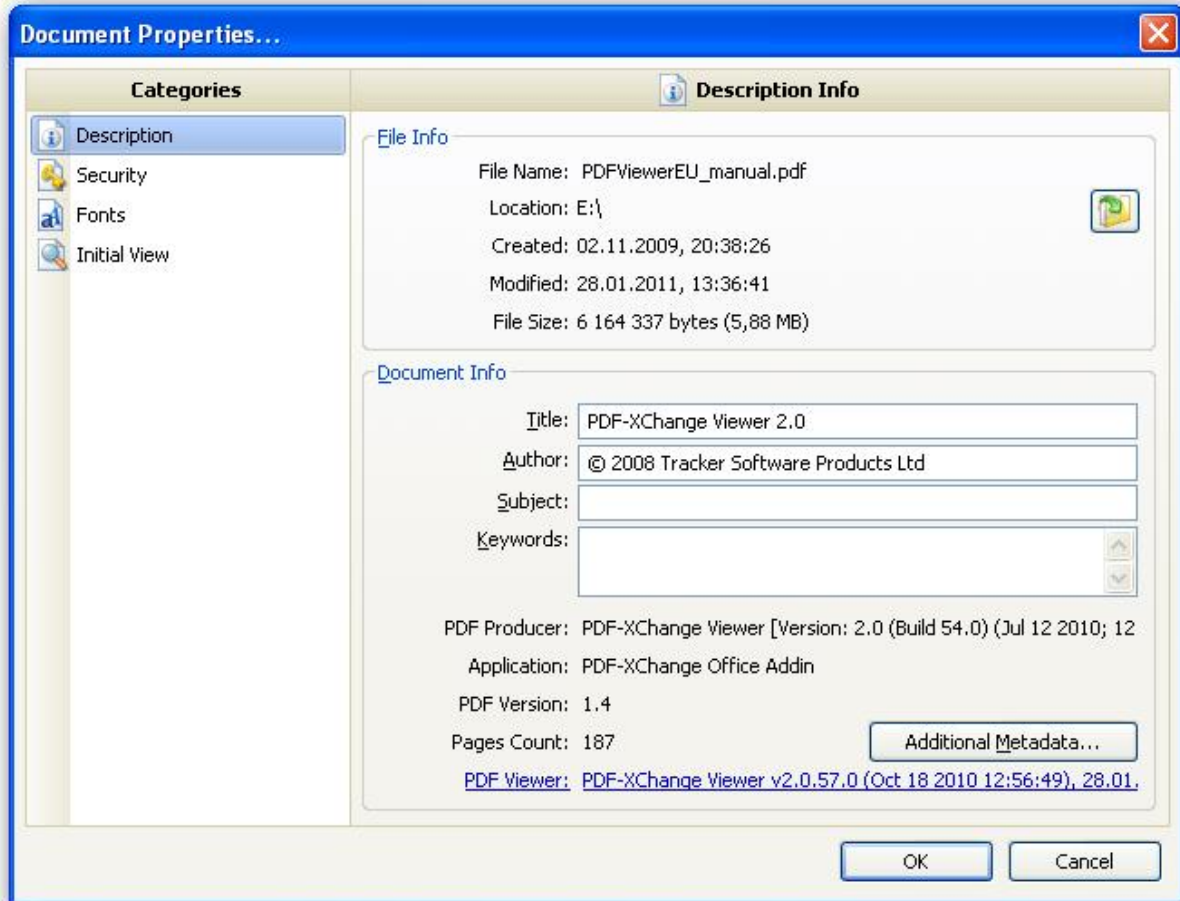 Document Properties...
Categories
Description
Security
Fonts
Initial View
Description Info
File Info
File Name: PDFViewerEU_manual.pdf
Location: E:\
Created: 02.11.2009, 20:38:26
Modified: 28.01.2011, 13:36:41
File Size: 6 164 337 bytes (5,88 MB)
Document Info
Title: PDF-XChange Viewer 2.0
Author: © 2008 Tracker Software Products Ltd
Subject:
Keywords:
PDF Producer: PDF-XChange Viewer [Version: 2.0 (Build 54.0) (Jul 12 2010; 12
Application: PDF-XChange Office Addin
PDF Version: 1.4
Pages Count: 187
Additional Metadata...
PDF Viewer: PDF-XChange Viewer v2.0.57.0 (Oct 18 2010 12:56:49), 28.01.
OK
Cancel